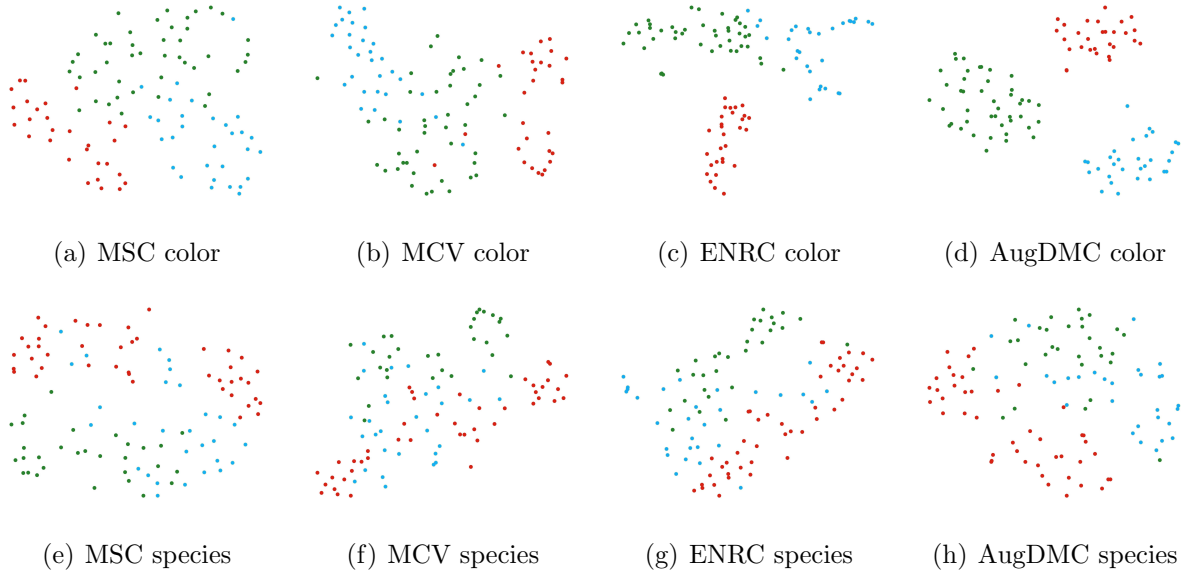 (a) MSC color (b) MCV color (c) ENRC color (d) AugDMC color
(e) MSC species (f) MCV species (g) ENRC species (h) AugDMC species